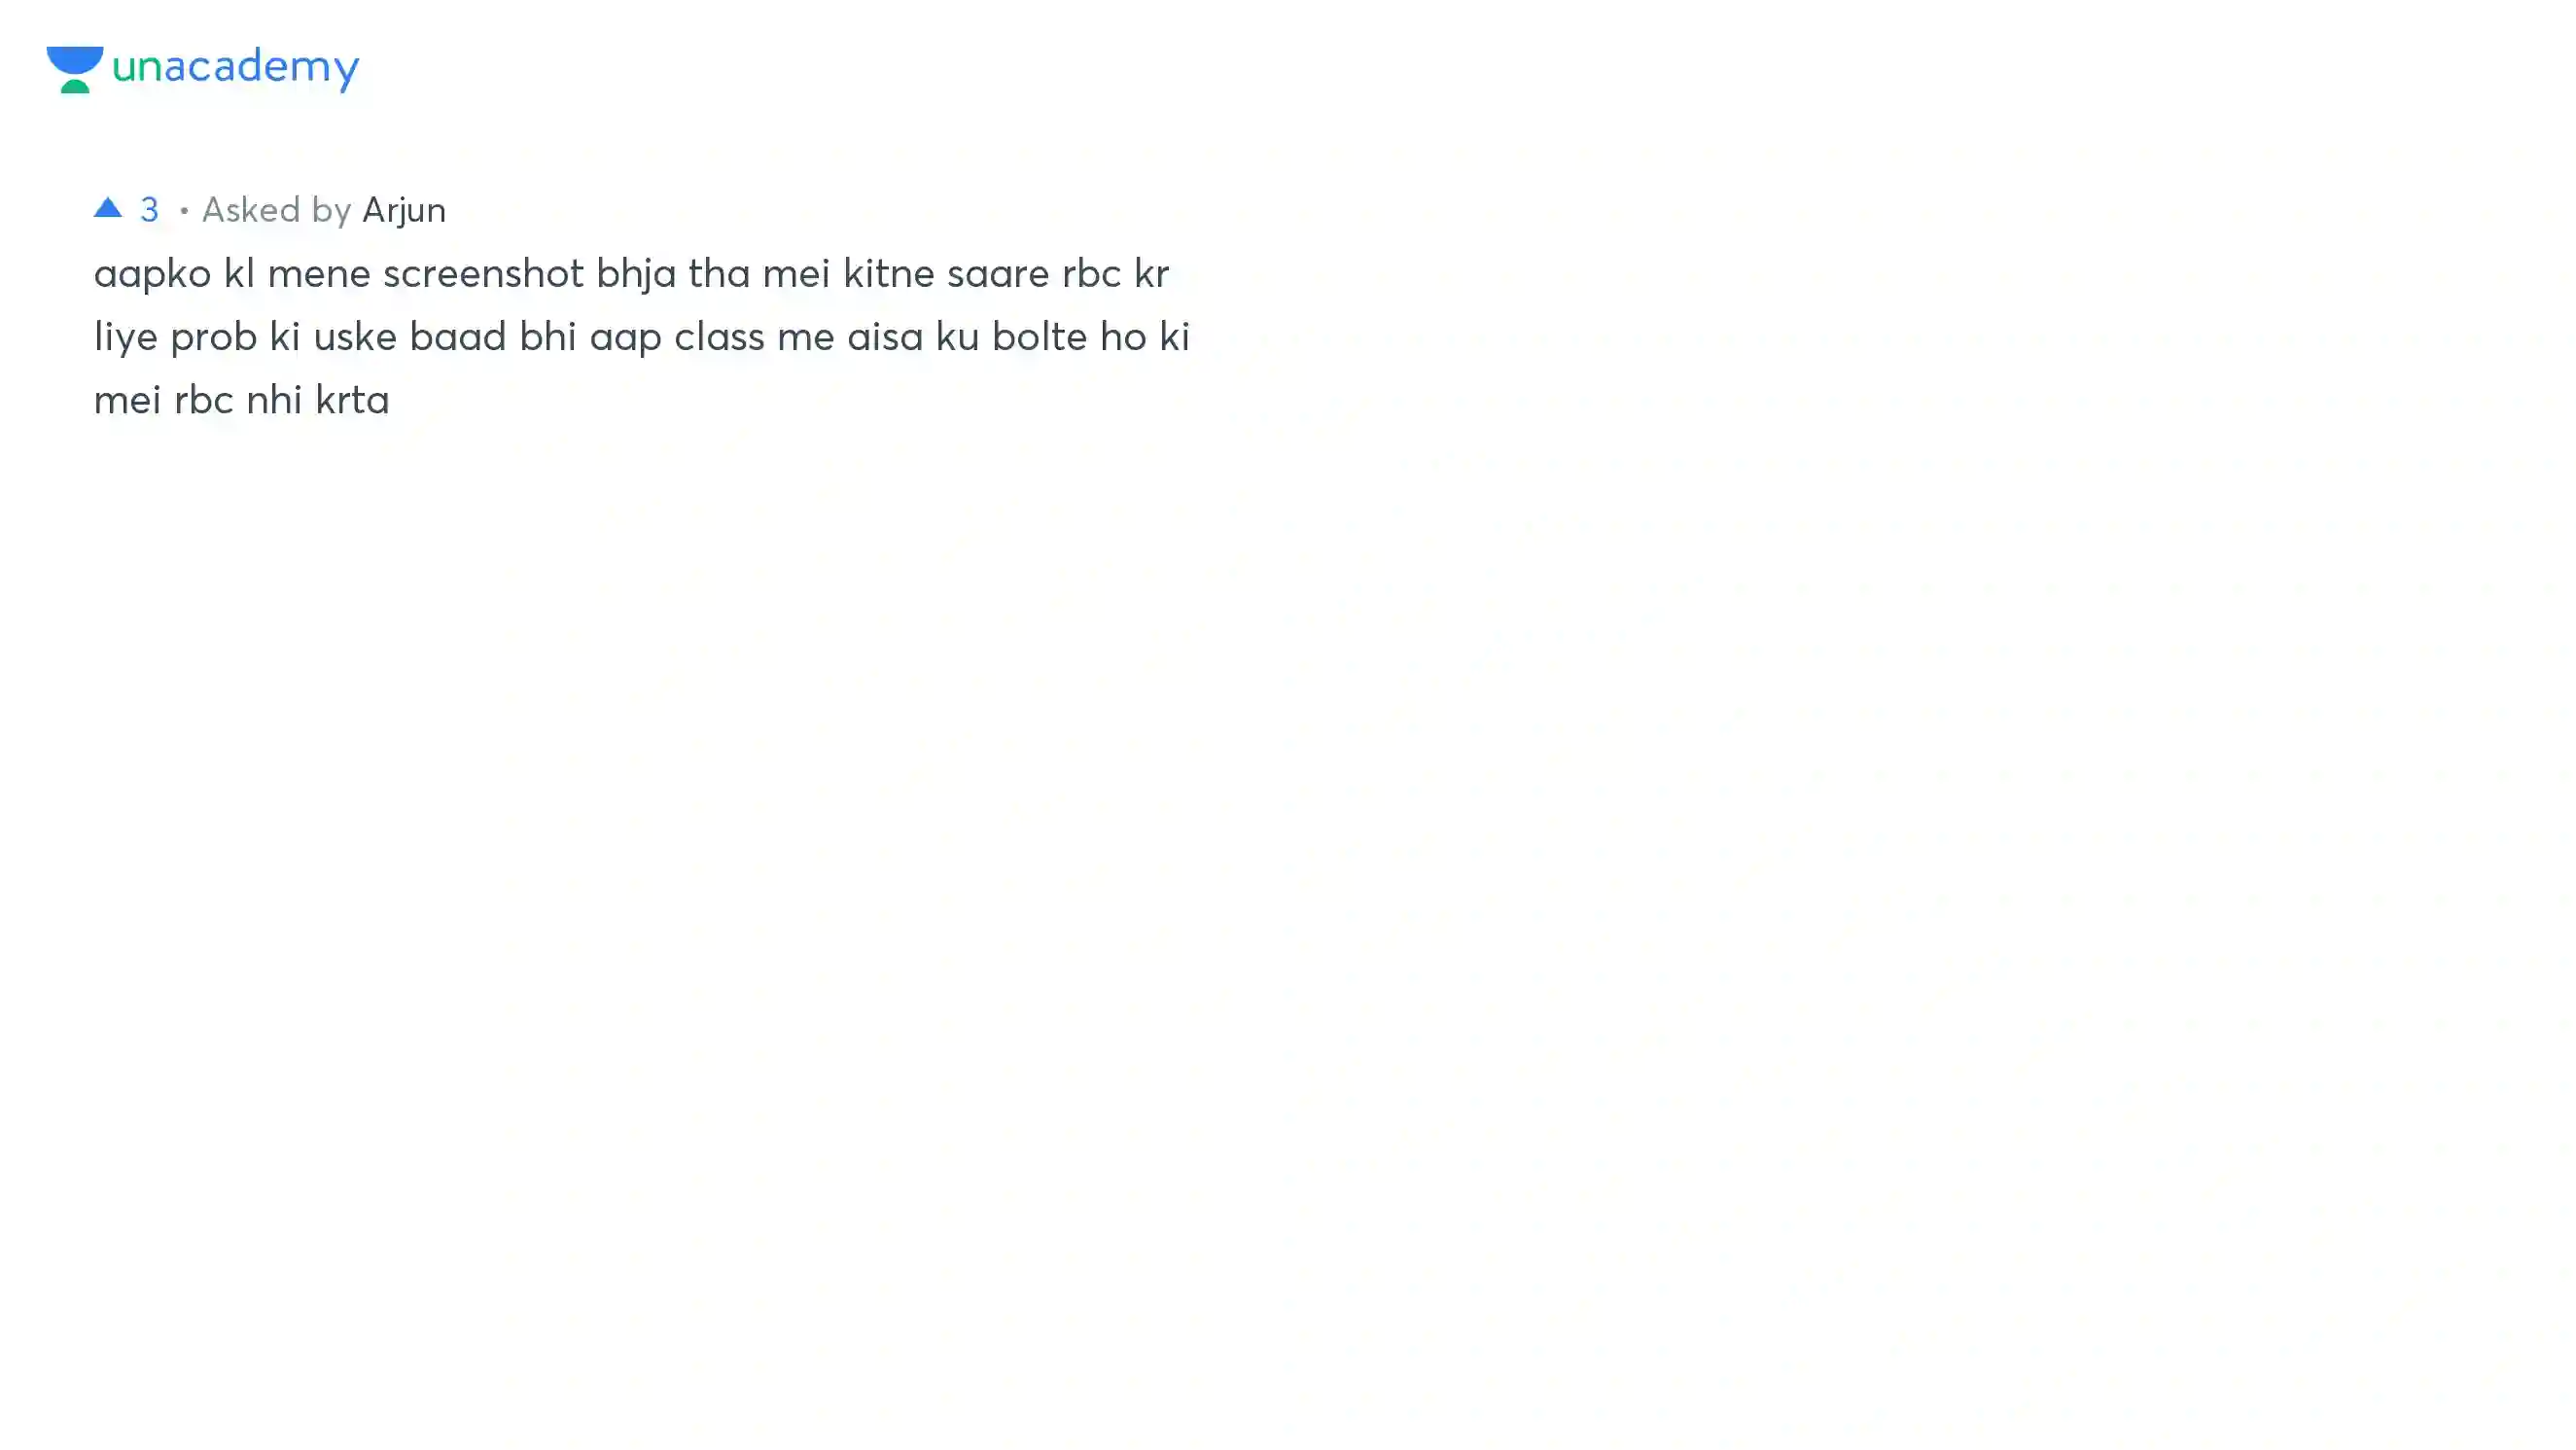 unacademy
▲ 3 • Asked by Arjun
aapko kl mene screenshot bhja tha mei kitne saare rbc kr
liye prob ki uske baad bhi aap class me aisa ku bolte ho ki
mei rbc nhi krta